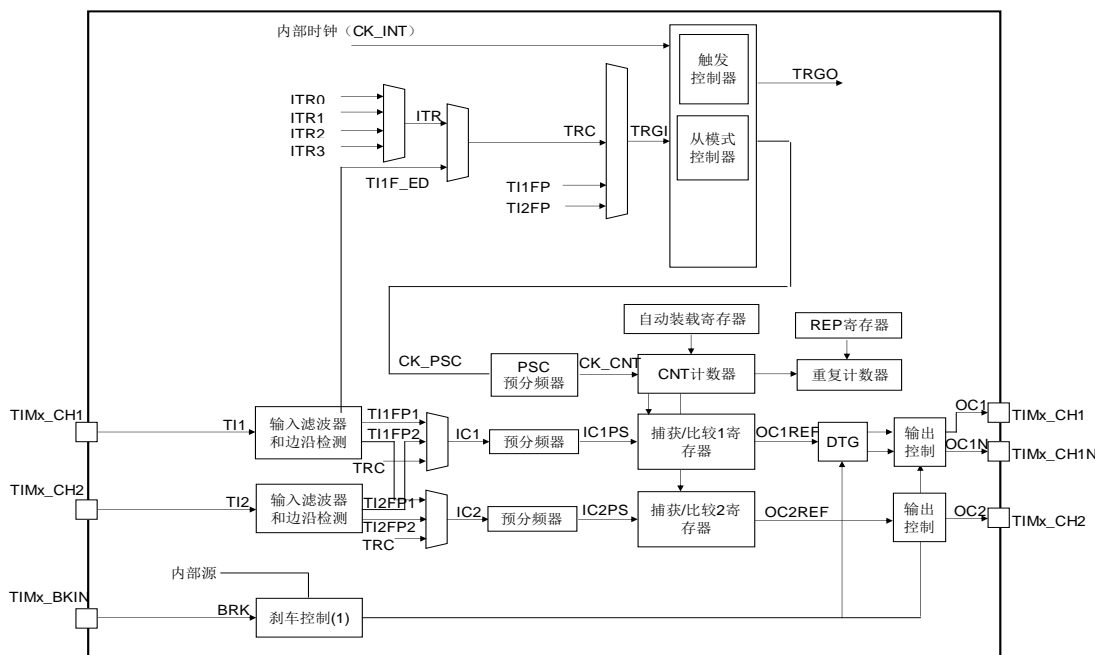 内部时钟（CK_INT）
触发
控制器
TRGO
ITR0
ITR1
ITR2
ITR3
ITR
TRC
TRGI
从模式
控制器
TI1F_ED
TI1FP
TI2FP
自动装载寄存器
REP寄存器
CK_PSC
PSC
预分频器
CK_CNT
CNT计数器
重复计数器
TIMx_CH1
TI1
输入滤波器
和边沿检测
TI1FP1
TI1FP2
TRC
IC1
预分频器
IC1PS
捕获/比较1寄
存器
OC1REF
DTG
输出
控制
OC1
OC1N
TIMx_CH1
TIMx_CH1N
TIMx_CH2
TI2
输入滤波器
和边沿检测
TI2FP1
TI2FP2
TRC
IC2
预分频器
IC2PS
捕获/比较2寄
存器
OC2REF
输出
控制
OC2
TIMx_CH2
内部源
TIMx_BKIN
BRK
刹车控制(1)